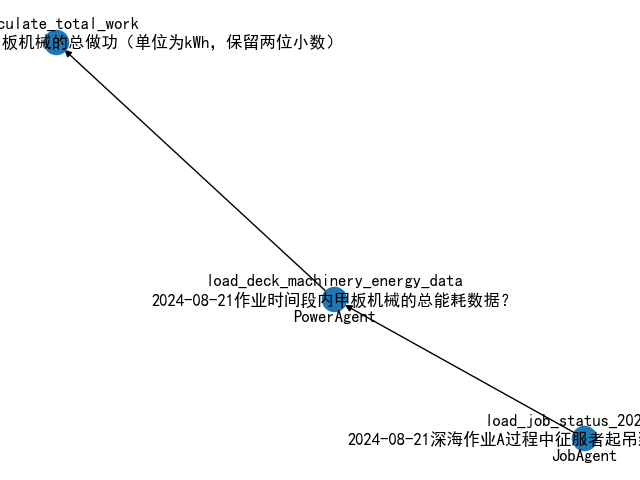 culate_total_work
板机械的总做功（单位为kWh，保留两位小数）
load_deck_machinery_energy_data
2024-08-21作业时间段内甲板机械的总能耗数据？
PowerAgent
load_job_status_202
2024-08-21深海作业A过程中征服者起吊
JobAgent